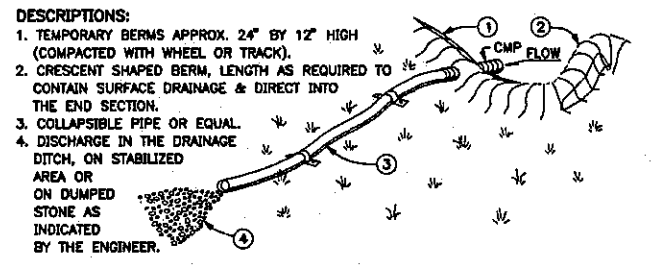 DESCRIPTIONS:
1. TEMPORARY BERMS APPROX. 24" BY 12" HIGH
(COMPACTED WITH WHEEL OR TRACK).
2. CRESCENT SHAPED BERM, LENGTH AS REQUIRED TO
CONTAIN SURFACE DRAINAGE & DIRECT INTO
THE END SECTION.
3. COLLAPSIBLE PIPE OR EQUAL.
4. DISCHARGE IN THE DRAINAGE
DITCH, ON STABILIZED
AREA OR
ON DUMPED
STONE AS
INDICATED
BY THE ENGINEER.
1
2
CMP
FLOW
3
4